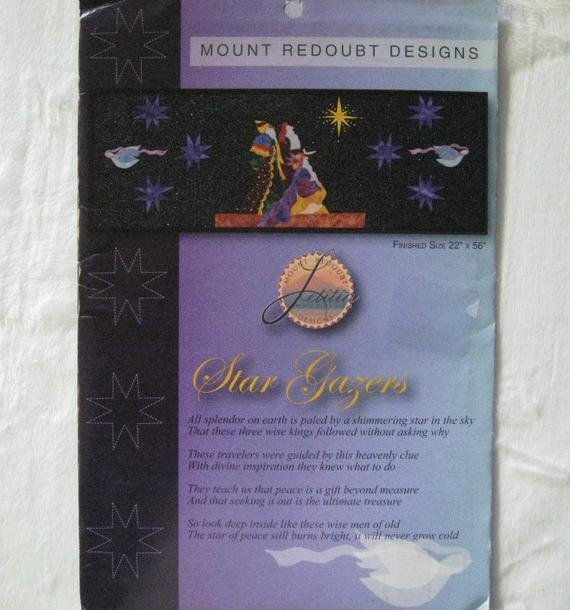 MOUNT REDOUBT DESIGNS
FINISHED SIZE 22" X 56"
MOUNT REDOUBT
Letitia
DESIGNS
Star Gazers
All splendor on earth is paled by a shimmering star in the sky
That these three wise kings followed without asking why
These travelers were guided by this heavenly clue
With divine inspiration they knew what to do
They teach us that peace is a gift beyond measure
And that seeking it out is the ultimate treasure
So look deep inside like these wise men of old
The star of peace still burns bright, it will never grow cold